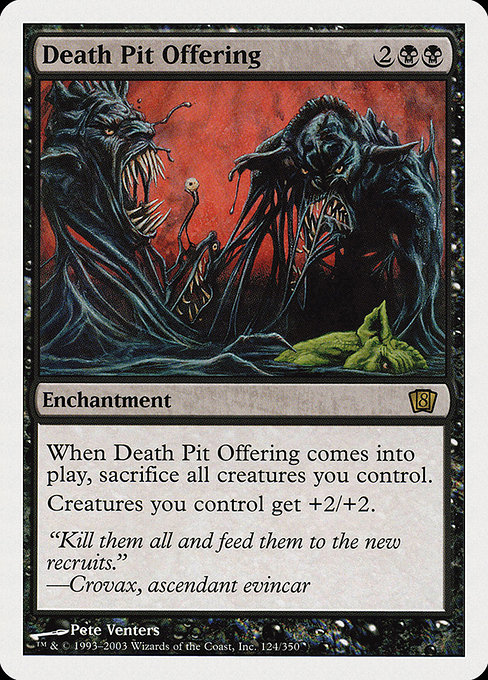 Death Pit Offering 2
Enchantment 8
When Death Pit Offering comes into
play, sacrifice all creatures you control.
Creatures you control get +2/+2.
“Kill them all and feed them to the new
recruits.”
—Crovax, ascendant evincar
Pete Venters
™ & © 1993–2003 Wizards of the Coast, Inc. 124/350